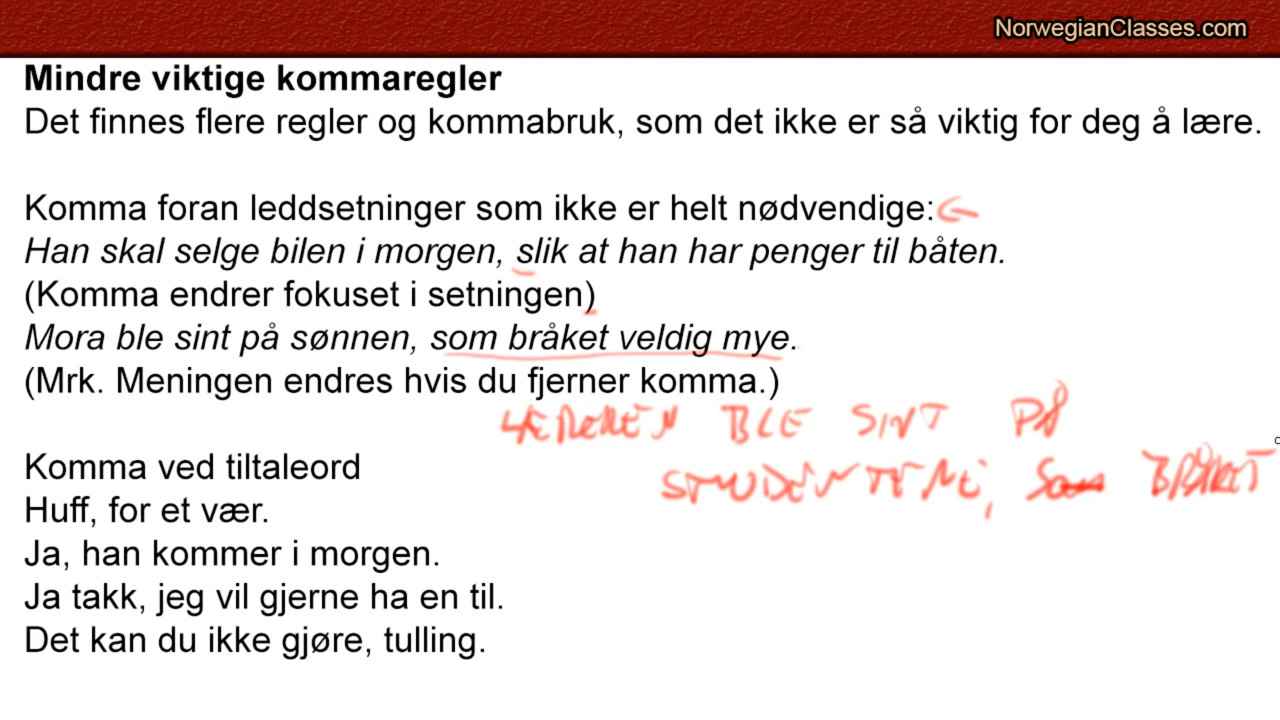 NorwegianClasses.com
Mindre viktige kommaregler
Det finnes flere regler og kommabruk, som det ikke er så viktig for deg å lære.
Komma foran leddsetninger som ikke er helt nødvendige:
Han skal selge bilen i morgen, slik at han har penger til båten.
(Komma endrer fokuset i setningen)
Mora ble sint på sønnen, som bråket veldig mye.
(Mrk. Meningen endres hvis du fjerner komma.)
LÆREREN BLE SINT PÅ
STUDENTENE, SOM BRÅKET
Komma ved tiltaleord
Huff, for et vær.
Ja, han kommer i morgen.
Ja takk, jeg vil gjerne ha en til.
Det kan du ikke gjøre, tulling.